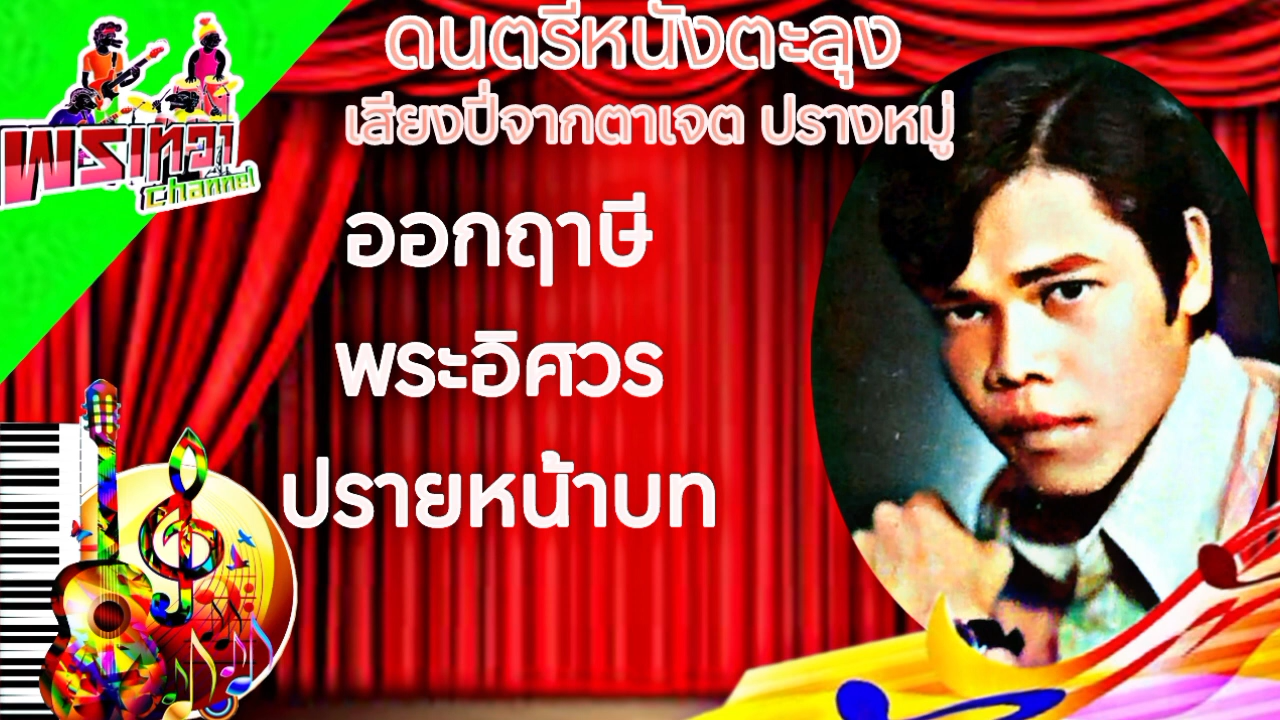 ดนตรีหนังตะลุง
เสียงปี่จากตาเจต ปรางหมู่
พระเทวา
channel
ออกฤาษี
พระอิศวร
ปรายหน้าบท